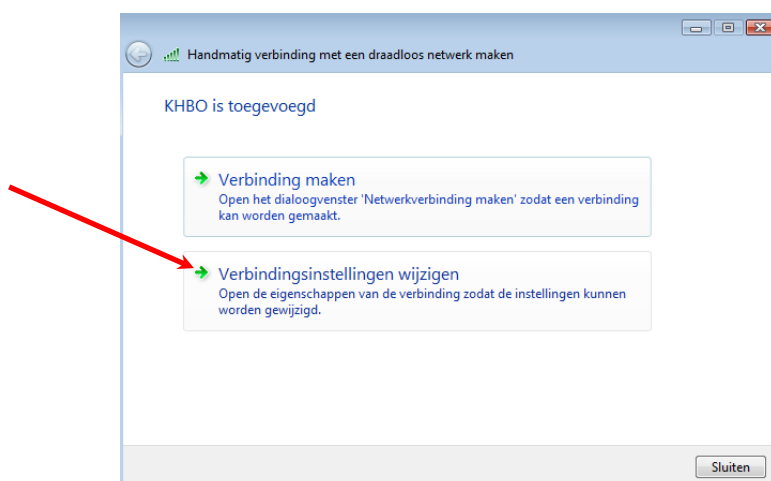 Handmatig verbinding met een draadloos netwerk maken
KHBO is toegevoegd
Verbinding maken
Open het dialoogvenster 'Netwerkverbinding maken' zodat een verbinding
kan worden gemaakt.
Verbindingsinstellingen wijzigen
Open de eigenschappen van de verbinding zodat de instellingen kunnen
worden gewijzigd.
Sluiten